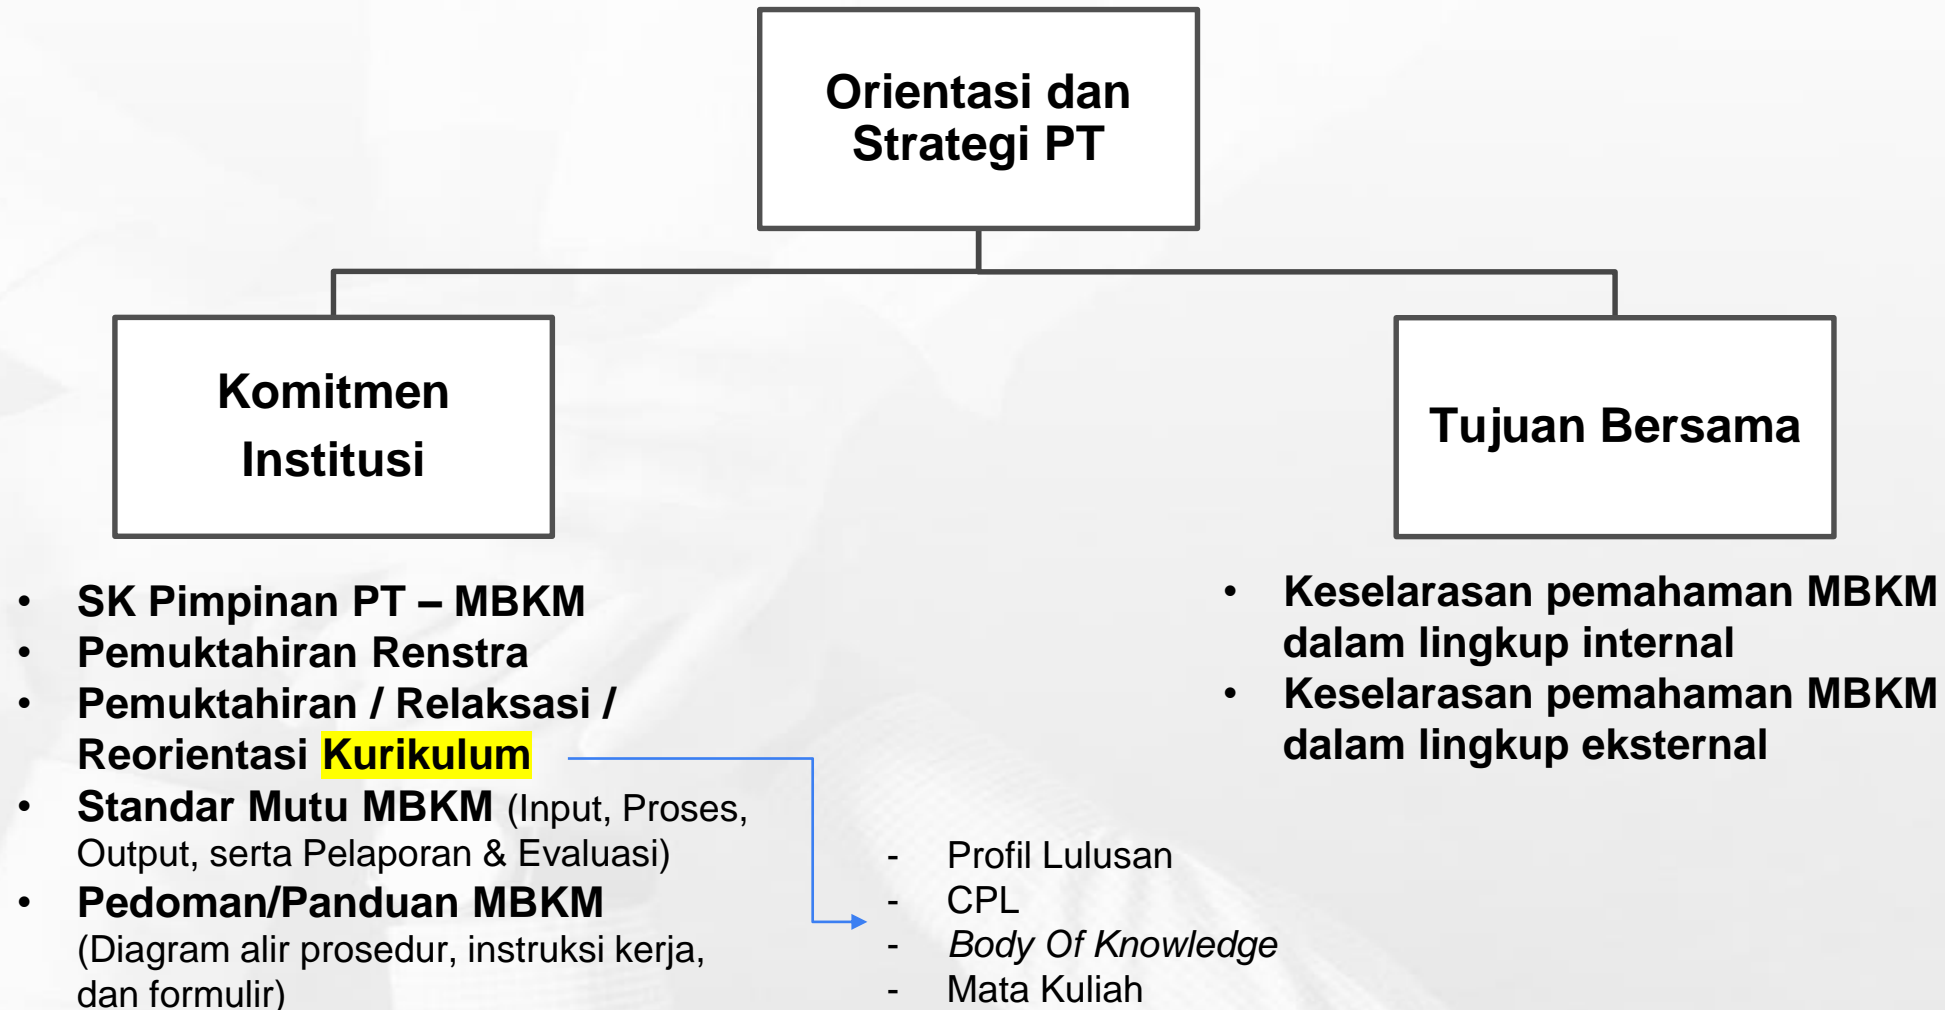 Orientasi dan
Strategi PT
Komitmen
Institusi
• SK Pimpinan PT – MBKM
• Pemuktahiran Renstra
• Pemuktahiran / Relaksasi /
Reorientasi Kurikulum
• Standar Mutu MBKM (Input, Proses,
Output, serta Pelaporan & Evaluasi)
• Pedoman/Panduan MBKM
(Diagram alir prosedur, instruksi kerja,
dan formulir)
- Profil Lulusan
- CPL
- Body Of Knowledge
- Mata Kuliah
Tujuan Bersama
• Keselarasan pemahaman MBKM
dalam lingkup internal
• Keselarasan pemahaman MBKM
dalam lingkup eksternal